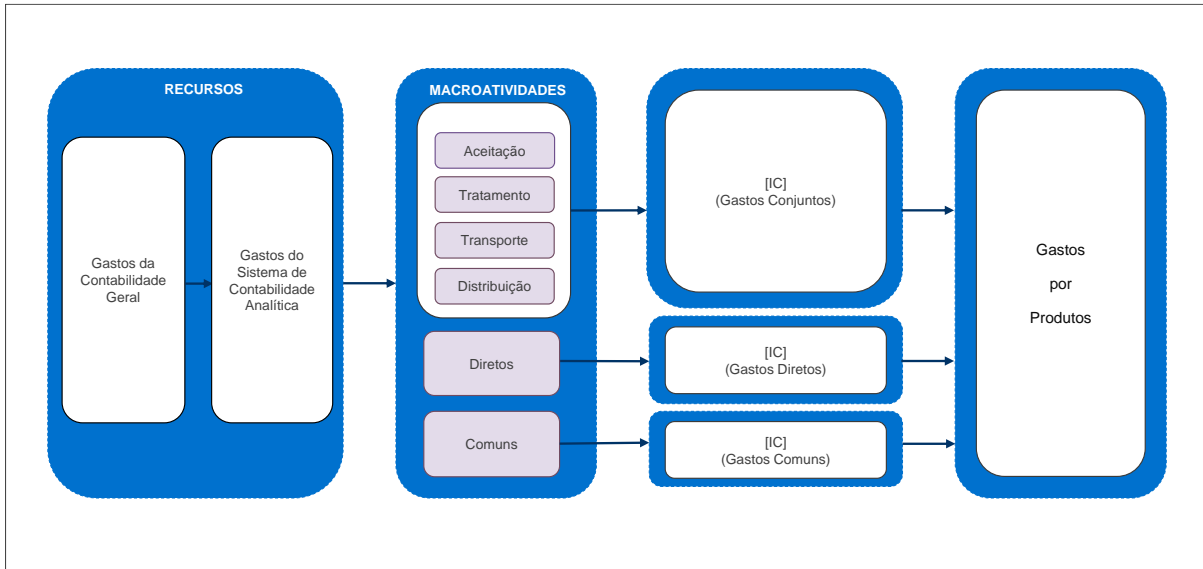 RECURSOS
Gastos da
Contabilidade
Geral
Gastos do
Sistema de
Contabilidade
Analítica
MACROATIVIDADES
Aceitação
Tratamento
Transporte
Distribuição
Diretos
Comuns
[IC]
(Gastos Conjuntos)
[IC]
(Gastos Diretos)
[IC]
(Gastos Comuns)
Gastos
por
Produtos